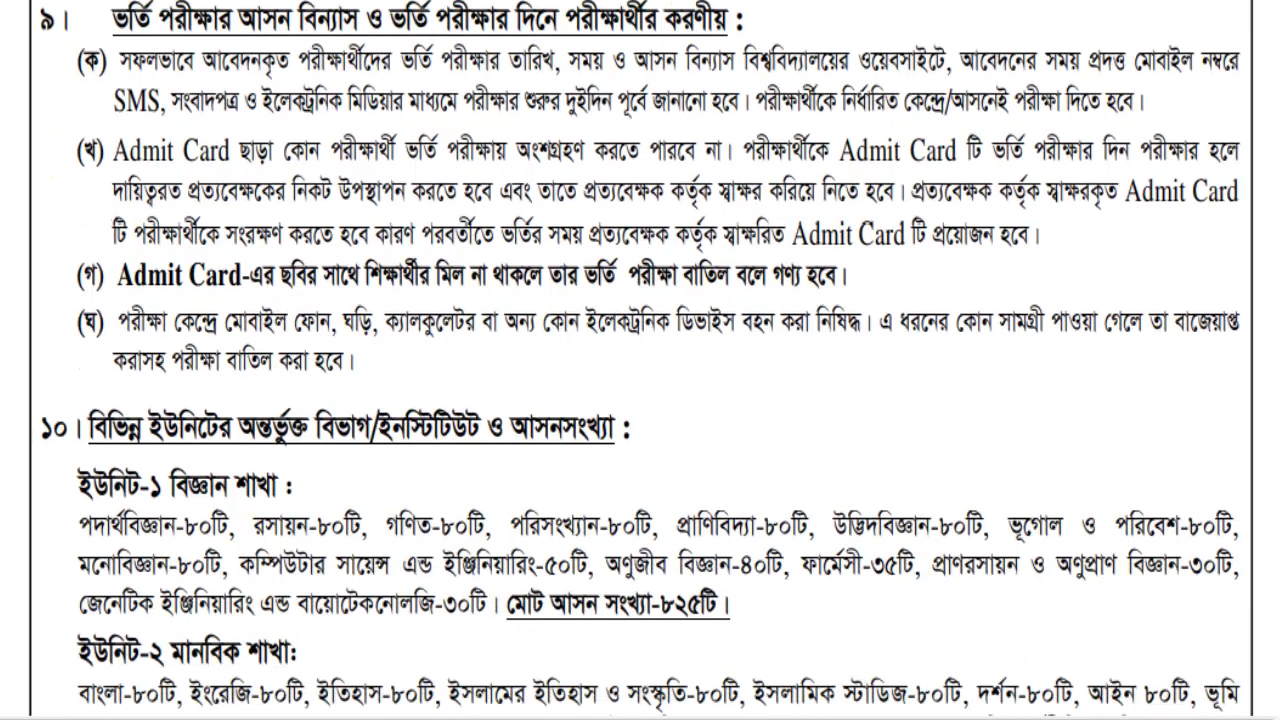 ৯। ভর্তি পরীক্ষার আসন বিন্যাস ও ভর্তি পরীক্ষার দিনে পরীক্ষার্থীর করণীয় :
(ক) সফলভাবে আবেদনকৃত পরীক্ষার্থীদের ভর্তি পরীক্ষার তারিখ, সময় ও আসন বিন্যাস বিশ্ববিদ্যালয়ের ওয়েবসাইটে, আবেদনের সময় প্রদত্ত মোবাইল নম্বরে
SMS, সংবাদপত্র ও ইলেকট্রনিক মিডিয়ার মাধ্যমে পরীক্ষার শুরুর দুইদিন পূর্বে জানানো হবে। পরীক্ষার্থীকে নির্ধারিত কেন্দ্রে/আসনেই পরীক্ষা দিতে হবে।
(খ) Admit Card ছাড়া কোন পরীক্ষার্থী ভর্তি পরীক্ষায় অংশগ্রহণ করতে পারবে না। পরীক্ষার্থীকে Admit Card টি ভর্তি পরীক্ষার দিন পরীক্ষার হলে
দায়িত্বরত প্রত্যবেক্ষকের নিকট উপস্থাপন করতে হবে এবং তাতে প্রত্যবেক্ষক কর্তৃক স্বাক্ষর করিয়ে নিতে হবে। প্রত্যবেক্ষক কর্তৃক স্বাক্ষরকৃত Admit Card
টি পরীক্ষার্থীকে সংরক্ষণ করতে হবে কারণ পরবর্তীতে ভর্তির সময় প্রত্যবেক্ষক কর্তৃক স্বাক্ষরিত Admit Card টি প্রয়োজন হবে।
(গ) Admit Card-এর ছবির সাথে শিক্ষার্থীর মিল না থাকলে তার ভর্তি পরীক্ষা বাতিল বলে গণ্য হবে।
(ঘ) পরীক্ষা কেন্দ্রে মোবাইল ফোন, ঘড়ি, ক্যালকুলেটর বা অন্য কোন ইলেকট্রনিক ডিভাইস বহন করা নিষিদ্ধ। এ ধরনের কোন সামগ্রী পাওয়া গেলে তা বাজেয়াপ্ত
করাসহ পরীক্ষা বাতিল করা হবে।
১০। বিভিন্ন ইউনিটের অন্তর্ভুক্ত বিভাগ/ইনস্টিটিউট ও আসনসংখ্যা :
ইউনিট-১ বিজ্ঞান শাখা :
পদার্থবিজ্ঞান-৮০টি, রসায়ন-৮০টি, গণিত-৮০টি, পরিসংখ্যান-৮০টি, প্রাণিবিদ্যা-৮০টি, উদ্ভিদবিজ্ঞান-৮০টি, ভূগোল ও পরিবেশ-৮০টি,
মনোবিজ্ঞান-৮০টি, কম্পিউটার সায়েন্স এন্ড ইঞ্জিনিয়ারিং-৫০টি, অণুজীব বিজ্ঞান-৪০টি, ফার্মেসী-৩৫টি, প্রাণরসায়ন ও অণুপ্রাণ বিজ্ঞান-৩০টি,
জেনেটিক ইঞ্জিনিয়ারিং এন্ড বায়োটেকনোলজি-৩০টি। মোট আসন সংখ্যা-৮২৫টি।
ইউনিট-২ মানবিক শাখা:
বাংলা-৮০টি, ইংরেজি-৮০টি, ইতিহাস-৮০টি, ইসলামের ইতিহাস ও সংস্কৃতি-৮০টি, ইসলামিক স্টাডিজ-৮০টি, দর্শন-৮০টি, আইন ৮০টি, ভূমি